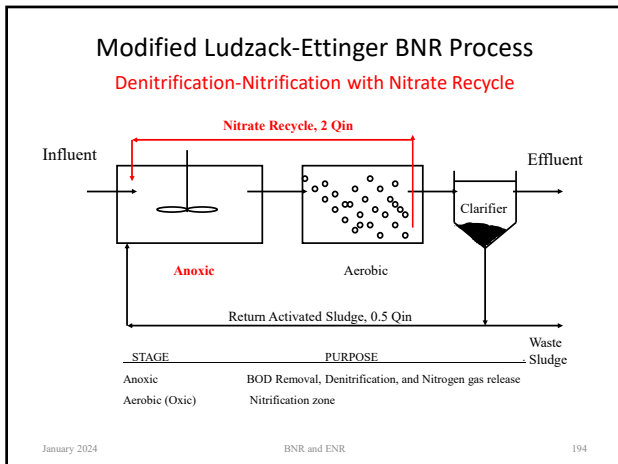 Modified Ludzack-Ettinger BNR Process
Denitrification-Nitrification with Nitrate Recycle
Nitrate Recycle, 2 Qin
Influent
Effluent
Clarifier
Anoxic
Aerobic
Return Activated Sludge, 0.5 Qin
Waste
Sludge
STAGE PURPOSE .
Anoxic BOD Removal, Denitrification, and Nitrogen gas release
Aerobic (Oxic) Nitrification zone
January 2024 BNR and ENR 194